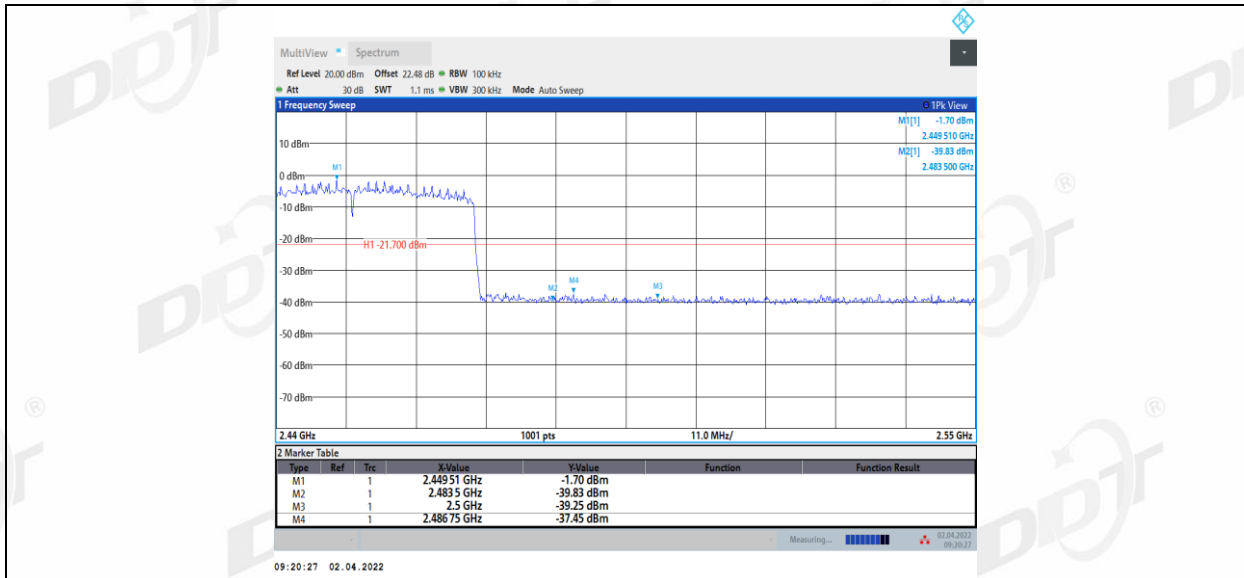 MultiView Spectrum
Ref Level 20.00 dBm Offset 22.48 dB RBW 100 kHz
Att 30 dB SWT 1.1 ms VBW 300 kHz Mode Auto Sweep
1 Frequency Sweep 1Pk View
M1[1] -1.70 dBm
2.449 510 GHz
M2[1] -39.83 dBm
2.483 500 GHz
10 dBm
M1
0 dBm
-10 dBm
-20 dBm
H1 -21.700 dBm
-30 dBm
M2 M4 M3
-40 dBm
-50 dBm
-60 dBm
-70 dBm
2.44 GHz 1001 pts 11.0 MHz/ 2.55 GHz
2 Marker Table
Type Ref Trc X-Value Y-Value Function Function Result
M1 1 2.449 51 GHz -1.70 dBm
M2 1 2.483 5 GHz -39.83 dBm
M3 1 2.5 GHz -39.25 dBm
M4 1 2.486 75 GHz -37.45 dBm
Measuring... 02.04.2022
09:20:27
09:20:27 02.04.2022
DDT®